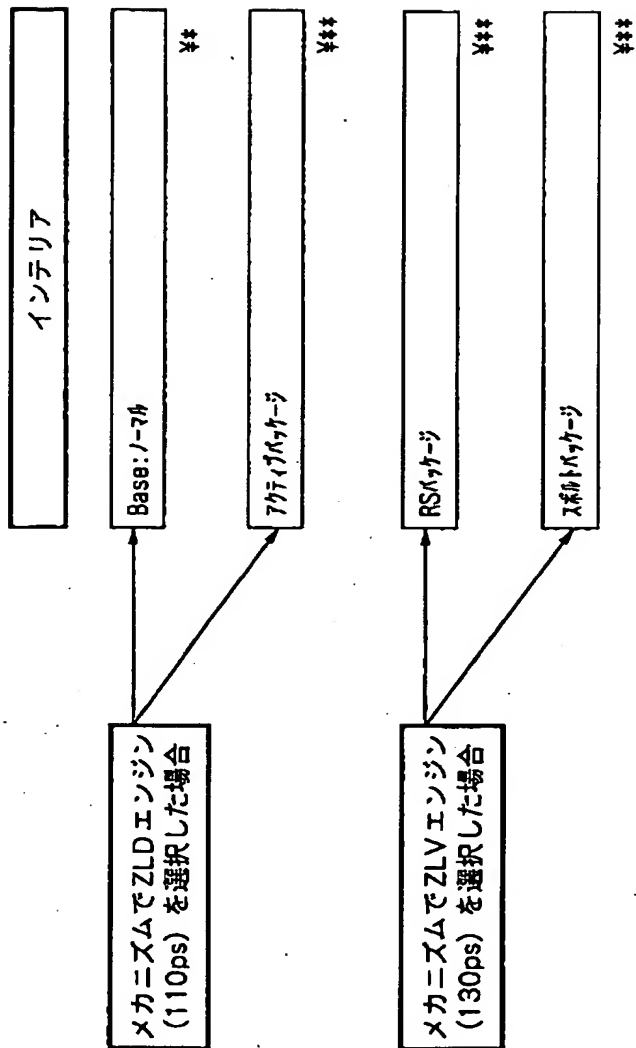 インテリア
メカニズムでZLDエンジン
(110ps)を選択した場合
Base:ノーマル
¥**
アクティブパッケージ
¥***
メカニズムでZLVエンジン
(130ps)を選択した場合
RSパッケージ
¥***
スポルトパッケージ
¥***